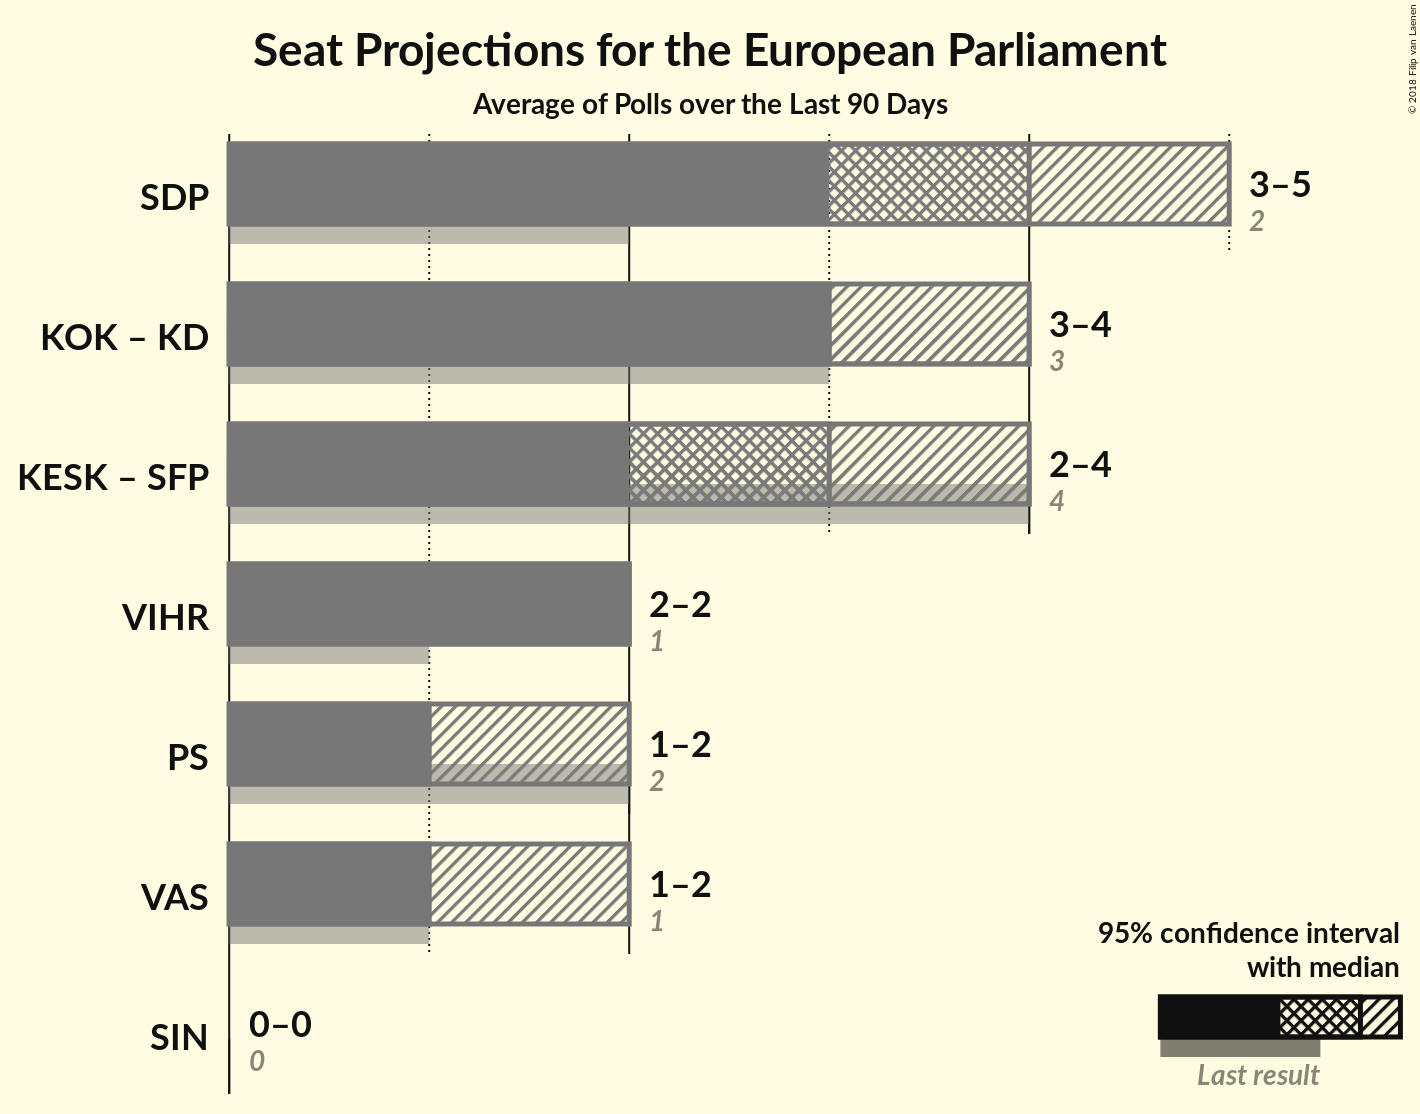 Seat Projections for the European Parliament
Average of Polls over the Last 90 Days
© 2018 Filip van Laenen
SDP
3–5
2
KOK – KD
3–4
3
KESK – SFP
2–4
4
VIHR
2–2
1
PS
1–2
2
VAS
1–2
1
SIN
0–0
0
95% confidence interval
with median
Last result